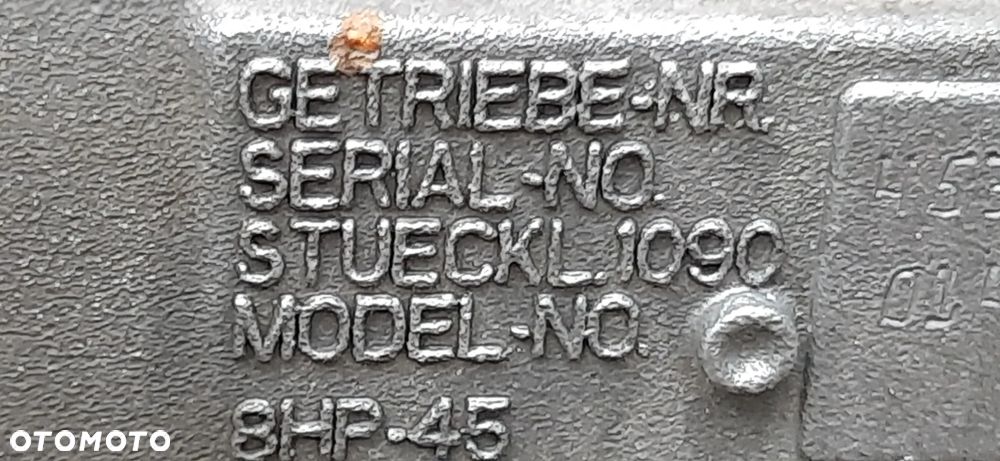 GETRIEBE-NR.
SERIAL-NO.
STUECKL.1090
MODEL-NO.
8HP-45
OTOMOTO